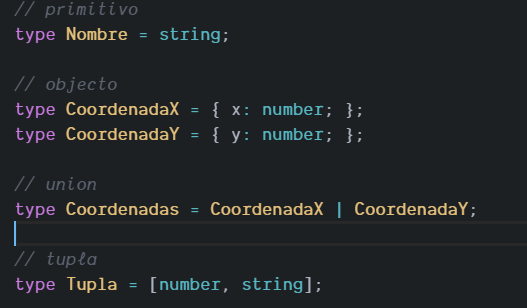 // primitivo
type Nombre = string;
// objecto
type CoordenadaX = { x: number; };
type CoordenadaY = { y: number; };
// union
type Coordenadas = CoordenadaX | CoordenadaY;
// tupla
type Tupla = [number, string];